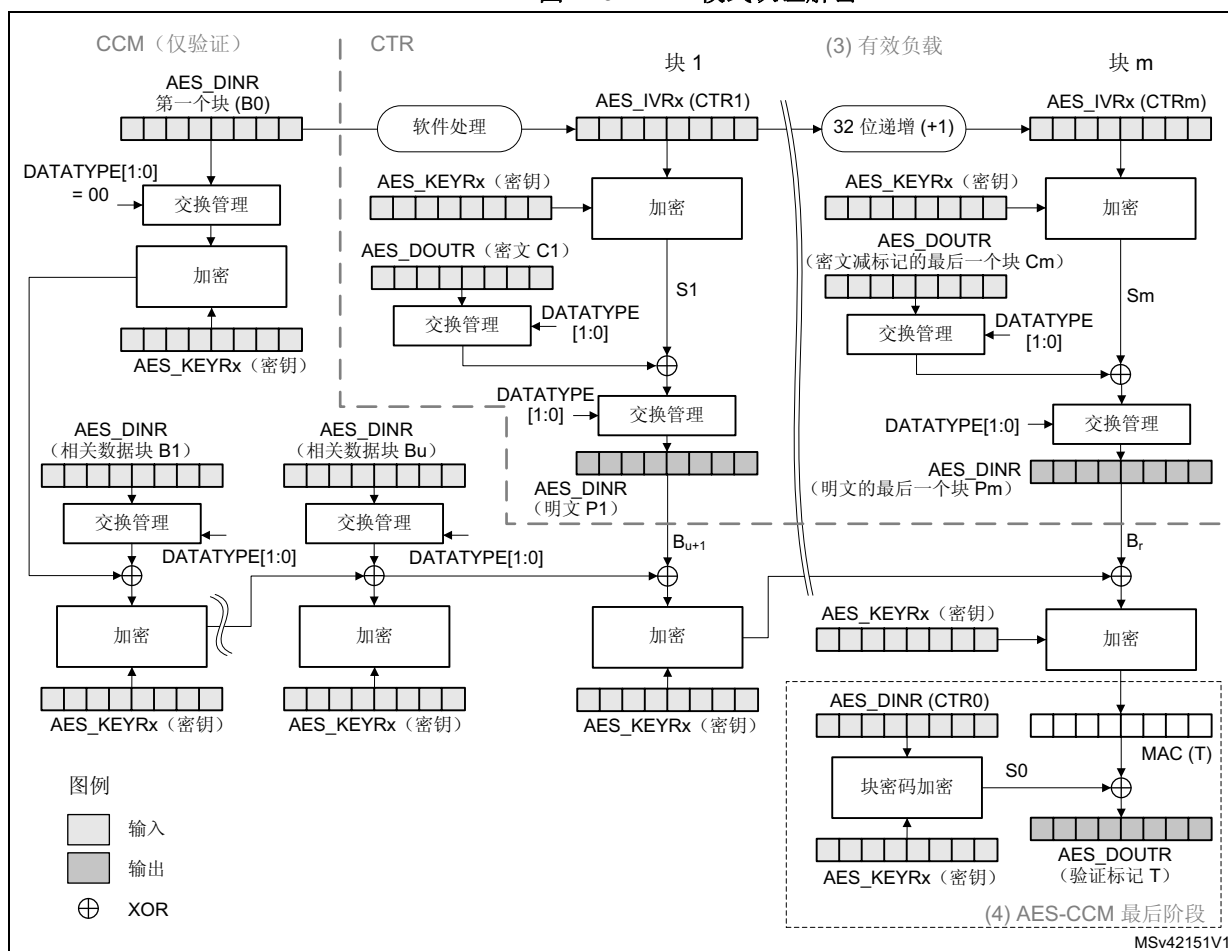 CCM（仅验证）
CTR
(3) 有效负载
块 1
块 m
AES_DINR
第一个块 (B0)
AES_IVRx (CTR1)
AES_IVRx (CTRm)
软件处理
32 位递增 (+1)
DATATYPE[1:0]
= 00
交换管理
AES_KEYRx（密钥）
加密
AES_KEYRx（密钥）
加密
加密
AES_DOUTR（密文 C1）
AES_DOUTR
（密文减标记的最后一个块 Cm）
S1
Sm
交换管理
DATATYPE
[1:0]
交换管理
DATATYPE
[1:0]
AES_KEYRx（密钥）
DATATYPE
[1:0]
交换管理
DATATYPE[1:0]
交换管理
AES_DINR
（相关数据块 B1）
AES_DINR
（相关数据块 Bu）
AES_DINR
（明文 P1）
AES_DINR
（明文的最后一个块 Pm）
交换管理
交换管理
DATATYPE[1:0]
DATATYPE[1:0]
Bu+1
Br
加密
加密
加密
AES_KEYRx（密钥）
加密
AES_KEYRx（密钥）
AES_KEYRx（密钥）
AES_KEYRx（密钥）
AES_DINR (CTR0)
MAC (T)
块密码加密
S0
AES_KEYRx（密钥）
AES_DOUTR
（验证标记 T）
(4) AES-CCM 最后阶段
图例
输入
输出
XOR
MSv42151V1